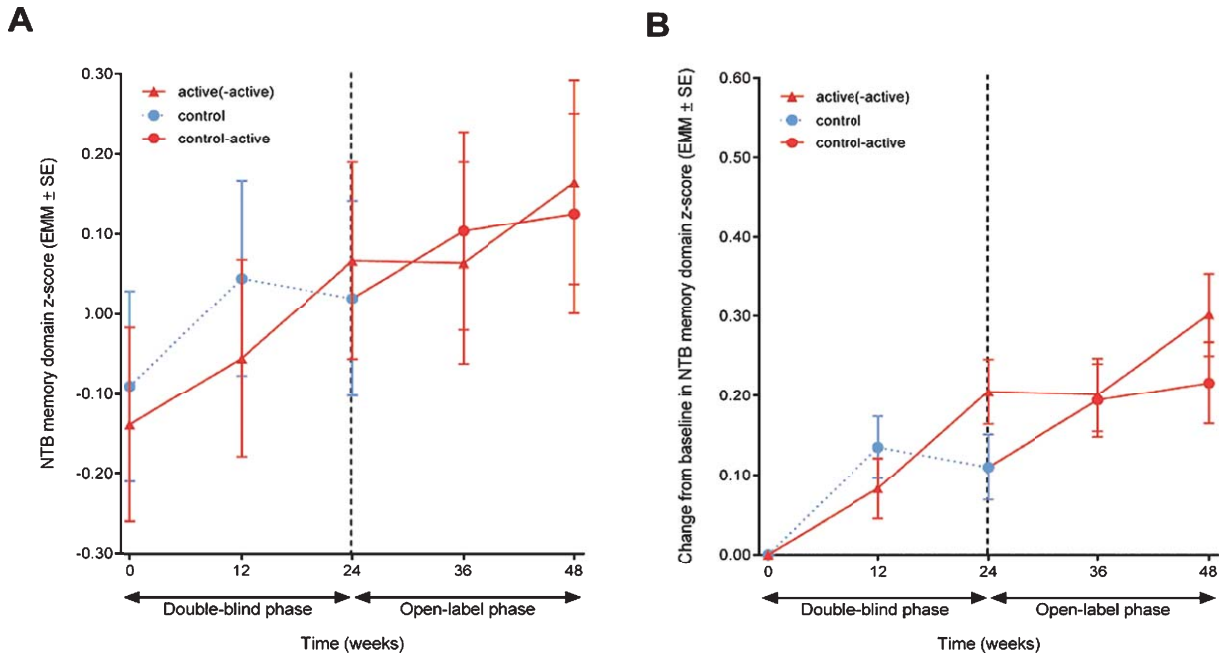 A
NTB memory domain z-score (EMM ± SE)
0.30
0.20
0.10
0.00
-0.10
-0.20
-0.30
active(-active)
control
control-active
0
12
24
36
48
Double-blind phase
Open-label phase
Time (weeks)
B
Change from baseline in NTB memory domain z-score (EMM ± SE)
0.60
0.50
0.40
0.30
0.20
0.10
0.00
active(-active)
control
control-active
0
12
24
36
48
Double-blind phase
Open-label phase
Time (weeks)